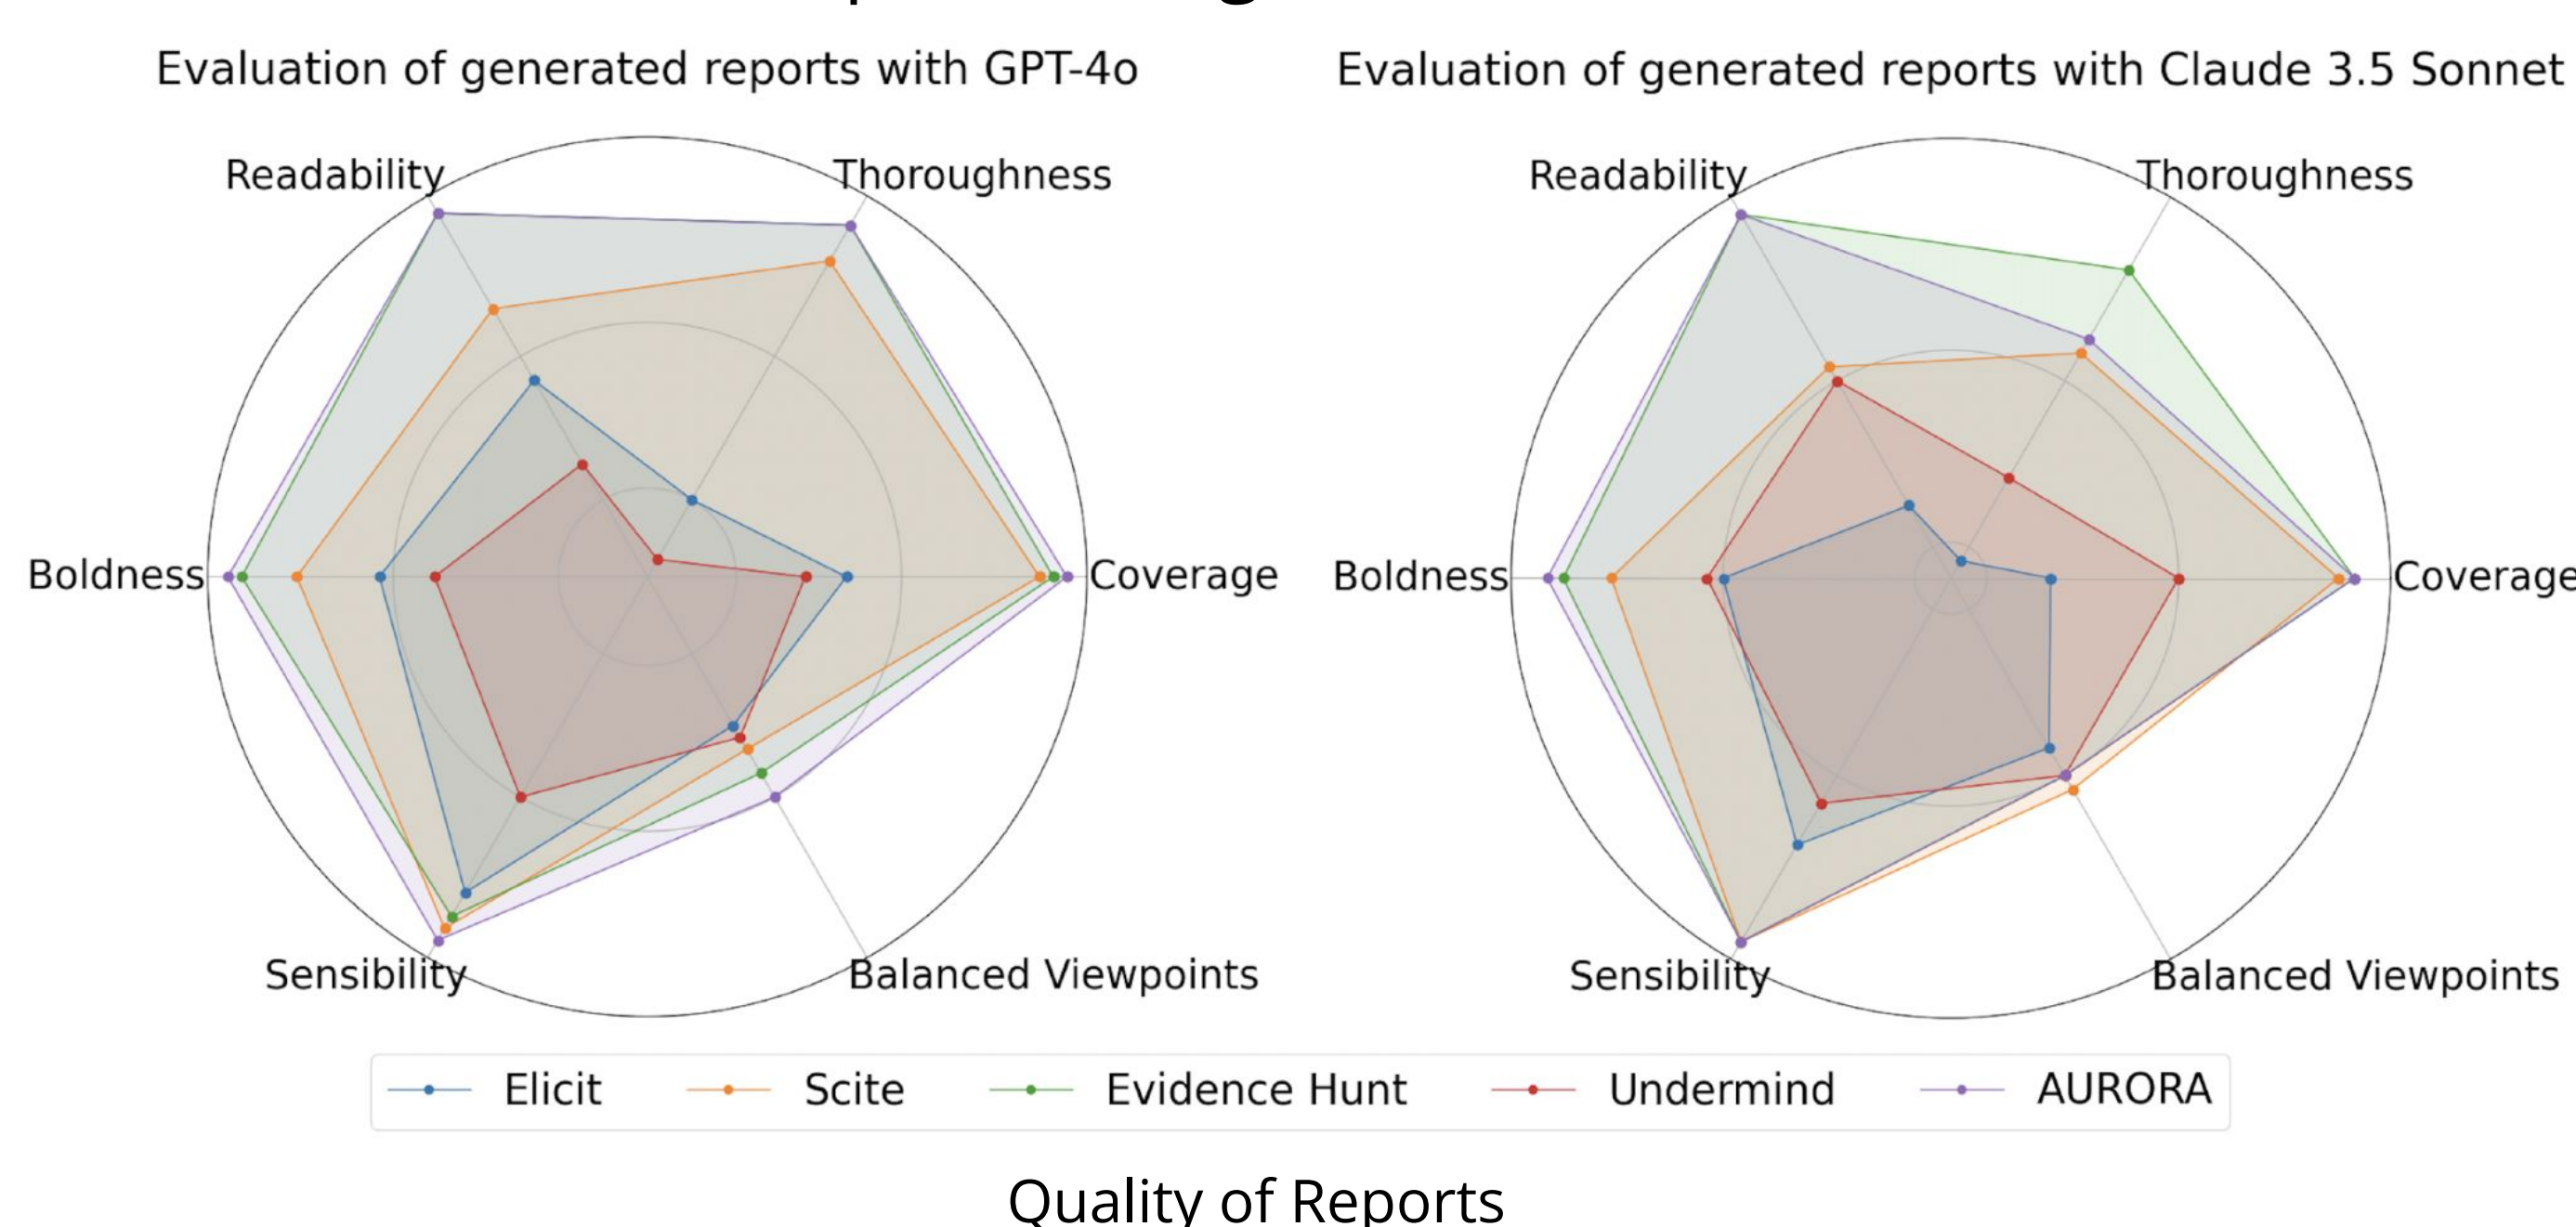 Evaluation of generated reports with GPT-4o
Evaluation of generated reports with Claude 3.5 Sonnet
Readability
Thoroughness
Boldness
Coverage
Sensibility
Balanced Viewpoints
Readability
Thoroughness
Boldness
Coverage
Sensibility
Balanced Viewpoints
Elicit Scite Evidence Hunt Undermind AURORA
Quality of Reports